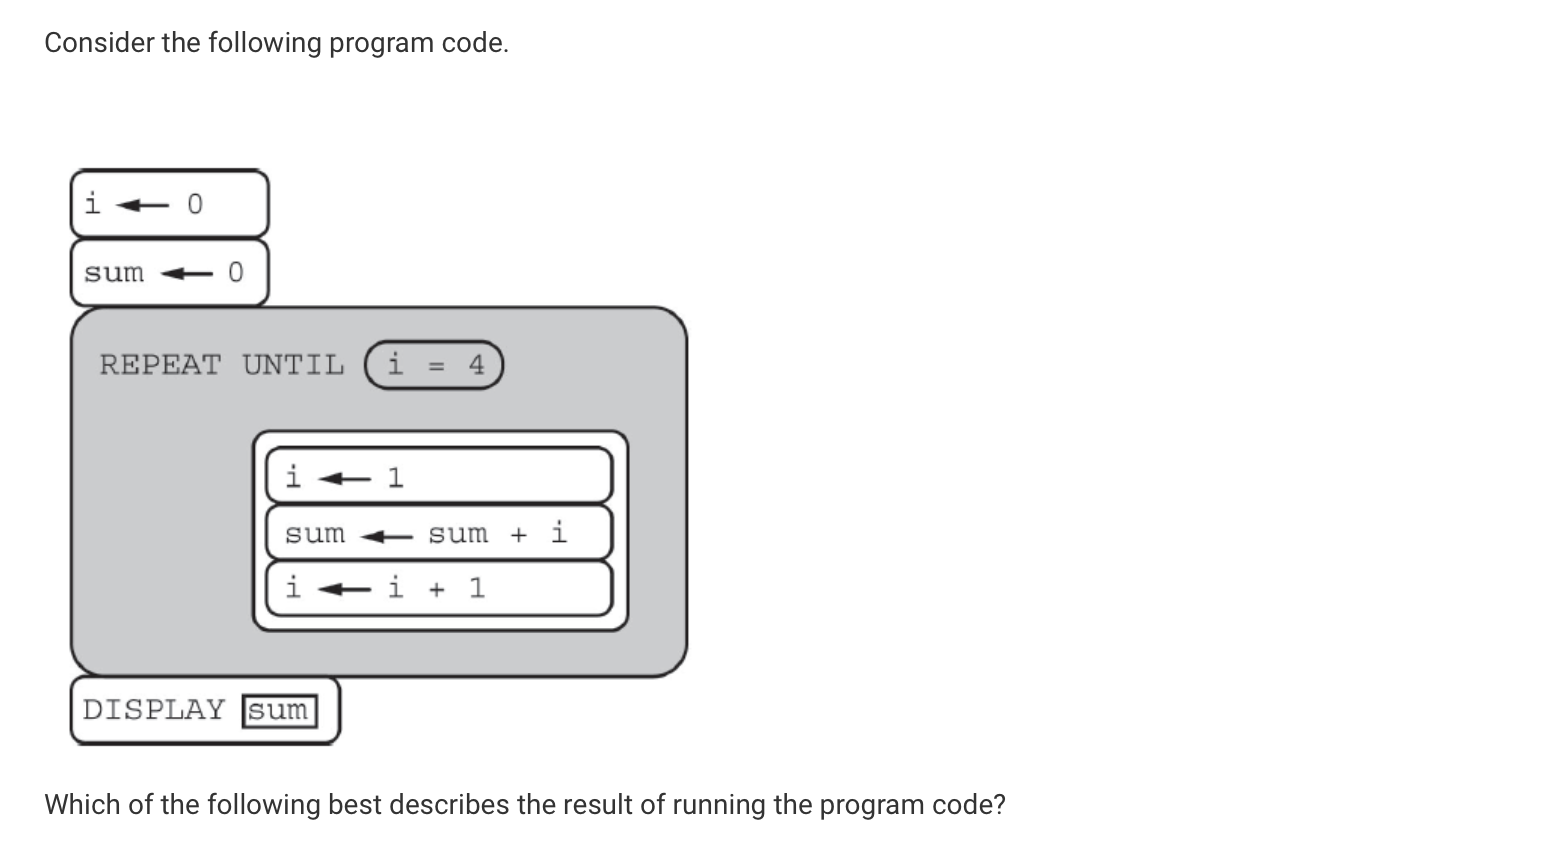 Consider the following program code.
i ← 0
sum ← 0
REPEAT UNTIL i = 4
i ← 1
sum ← sum + i
i ← i + 1
DISPLAY sum
Which of the following best describes the result of running the program code?